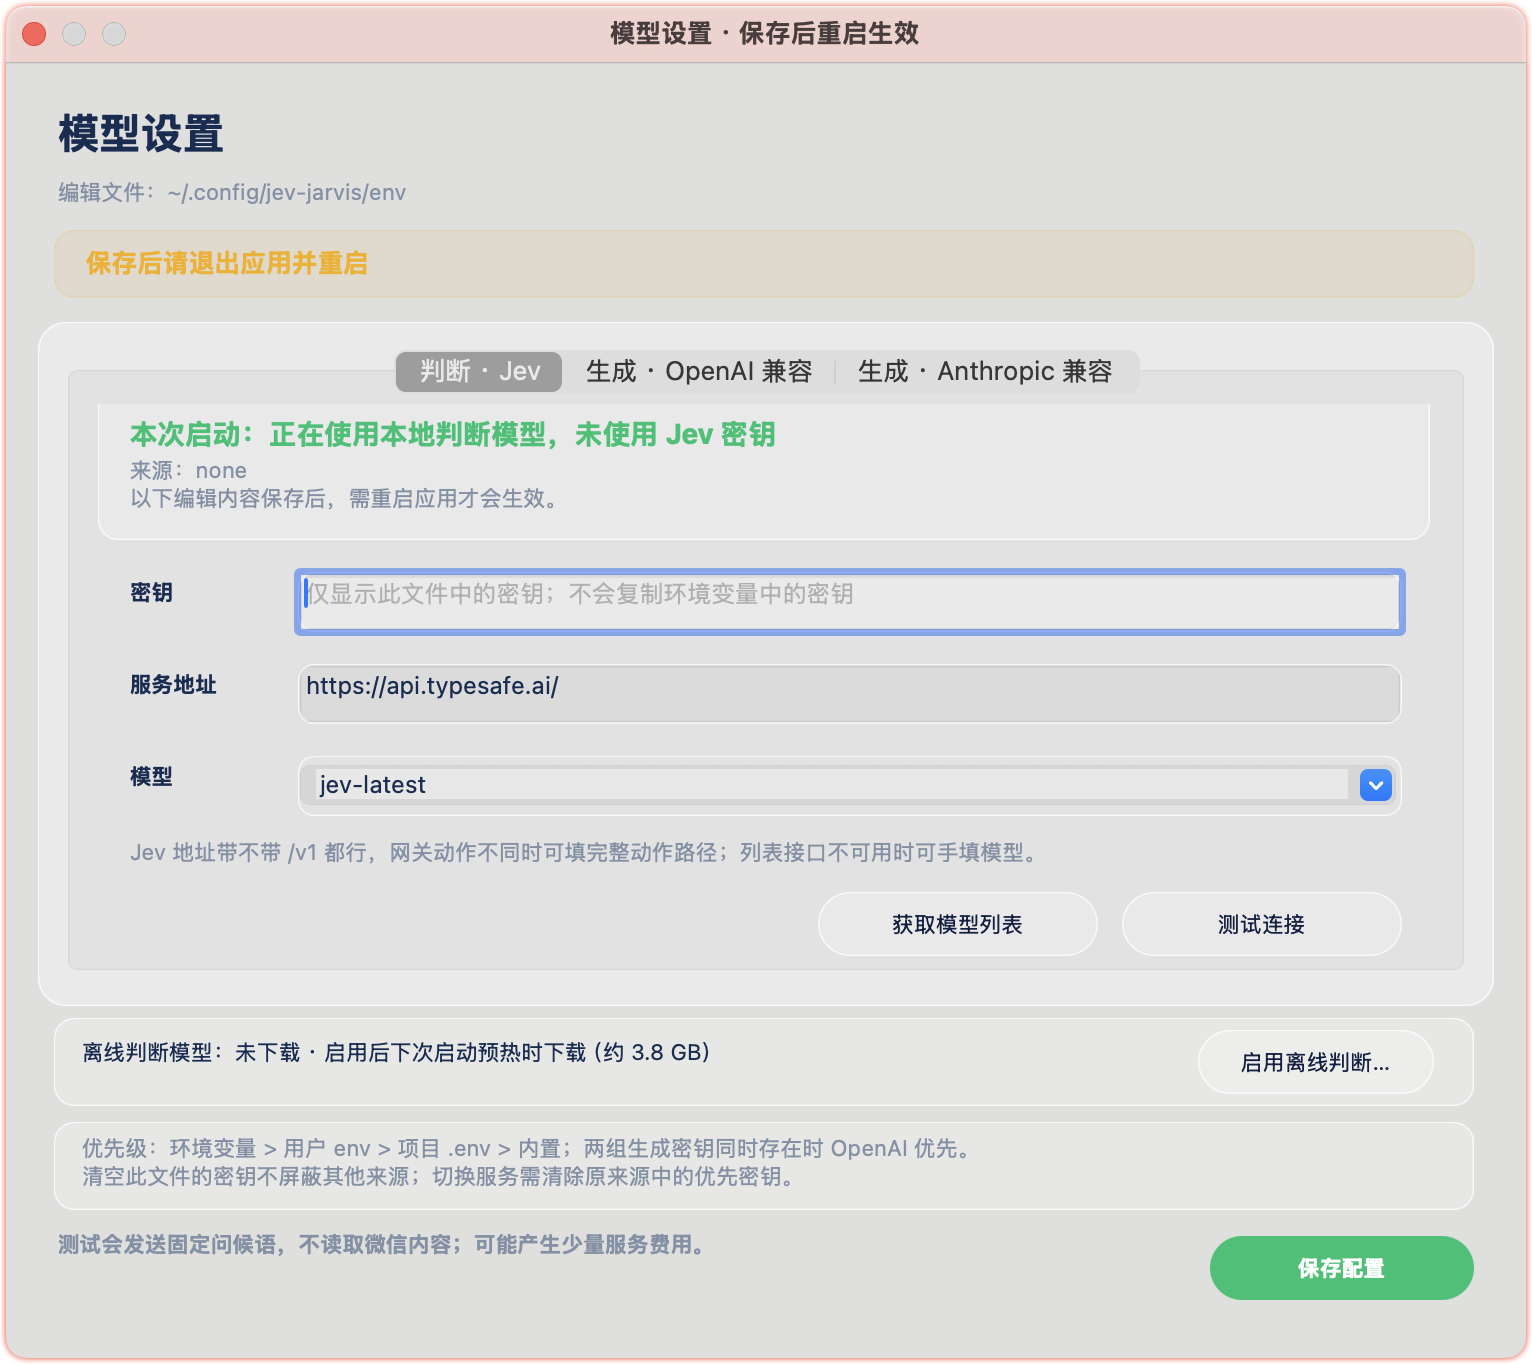 模型设置 · 保存后重启生效
模型设置
编辑文件：~/.config/jev-jarvis/env
保存后请退出应用并重启
判断 · Jev
生成 · OpenAI 兼容
生成 · Anthropic 兼容
本次启动：正在使用本地判断模型，未使用 Jev 密钥
来源：none
以下编辑内容保存后，需重启应用才会生效。
密钥
仅显示此文件中的密钥；不会复制环境变量中的密钥
服务地址
https://api.typesafe.ai/
模型
jev-latest
Jev 地址带不带 /v1 都行，网关动作不同时可填完整动作路径；列表接口不可用时可手填模型。
获取模型列表
测试连接
离线判断模型：未下载 · 启用后下次启动预热时下载 (约 3.8 GB)
启用离线判断...
优先级：环境变量 > 用户 env > 项目 .env > 内置；两组生成密钥同时存在时 OpenAI 优先。
清空此文件的密钥不屏蔽其他来源；切换服务需清除原来源中的优先密钥。
测试会发送固定问候语，不读取微信内容；可能产生少量服务费用。
保存配置